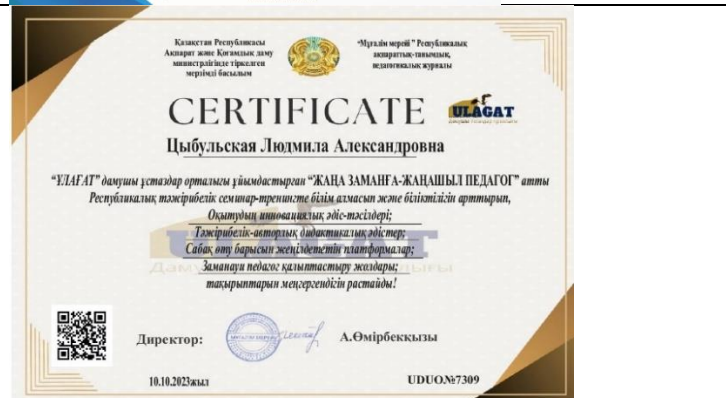 Қазақстан Республикасы
Ақпарат және Қоғамдық даму
министрлігінде тіркелген
мерзімді басылым
"Мұғалім мерейі" Республикалық
ақпараттық-танымдық,
педагогикалық журналы
CERTIFICATE
ULAGAT
Цыбульская Людмила Александровна
"ҰЛАҒАТ" дамушы ұстаздар орталығы ұйымдастырған "ЖАҢА ЗАМАНҒА-ЖАҢАШЫЛ ПЕДАГОГ" атты
Республикалық тәжірибелік семинар-тренингте білім алмасып және біліктілігін арттырып,
Оқытудың инновациялық әдіс-тәсілдері;
Тәжірибелік-авторлық дидактикалық әдістер;
Сабақ өту барысын жеңілдететін платформалар;
Заманауи педагог қалыптастыру жолдары;
тақырыптарын меңгергендігін растайды!
ULAGAT
Директор:
А.Өмірбекқызы
10.10.2023жыл
UDUO№7309